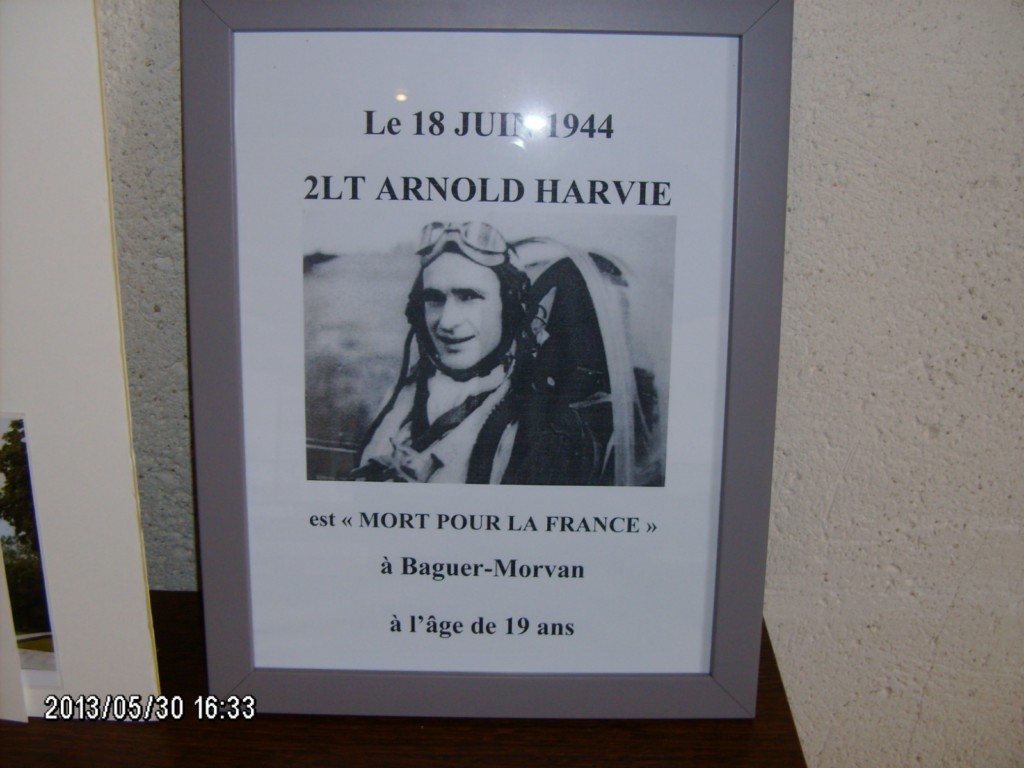 Le 18 JUIN 1944
2LT ARNOLD HARVIE
est « MORT POUR LA FRANCE »
à Baguer-Morvan
à l'âge de 19 ans
2013/05/30 16:33